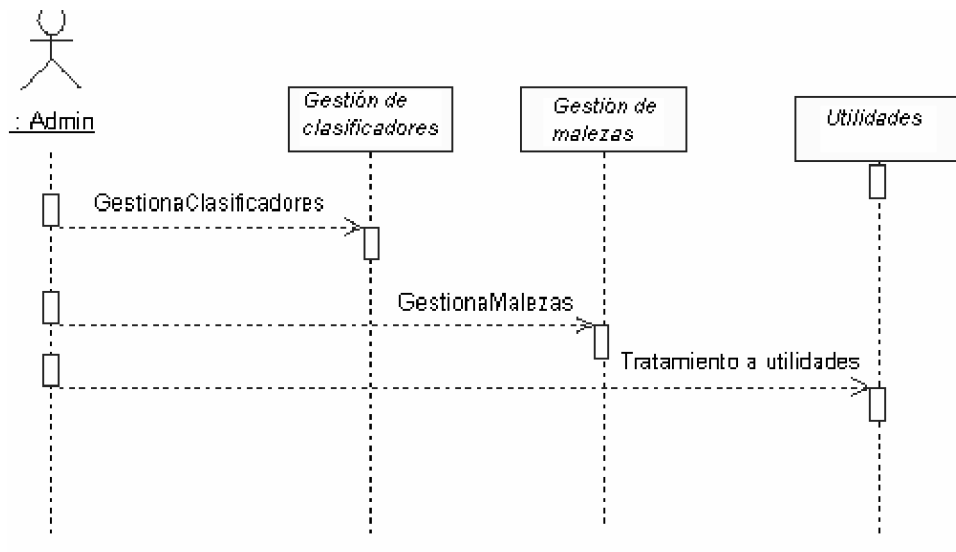 : Admin
Gestión de
clasificadores
Gestión de
malezas
Utilidades
GestionaClasificadores
GestionaMalezas
Tratamiento a utilidades